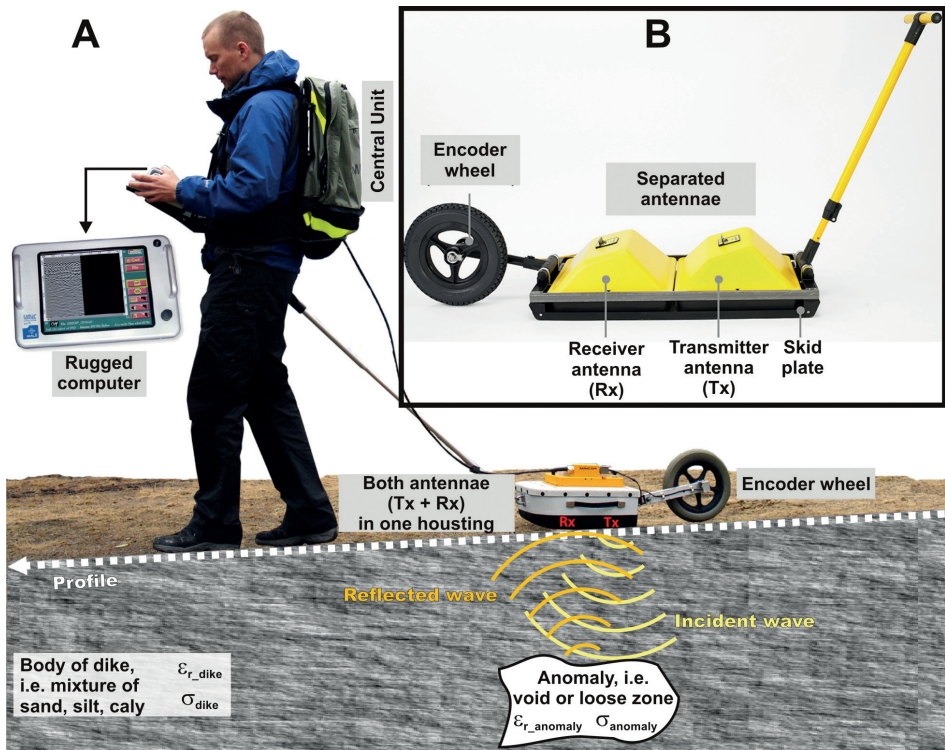 A
B
Central Unit
Encoder
wheel
Separated
antennae
Rugged
computer
Receiver
antenna
(Rx)
Transmitter
antenna
(Tx)
Skid
plate
Both antennae
(Tx + Rx)
in one housting
Encoder wheel
Rx
Tx
Profile
Reflected wave
Incident wave
Body of dike,
i.e. mixture of
sand, silt, caly
εr_dike
σdike
Anomaly, i.e.
void or loose zone
εr_anomaly σanomaly